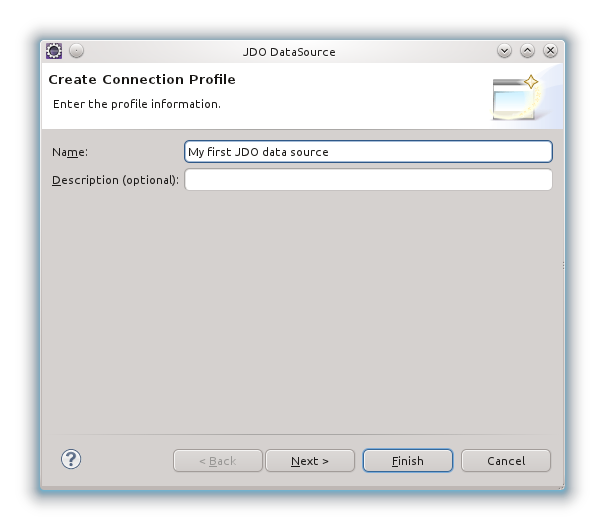 JDO DataSource
Create Connection Profile
Enter the profile information.
Name: My first JDO data source
Description (optional):
?
< Back Next > Finish Cancel